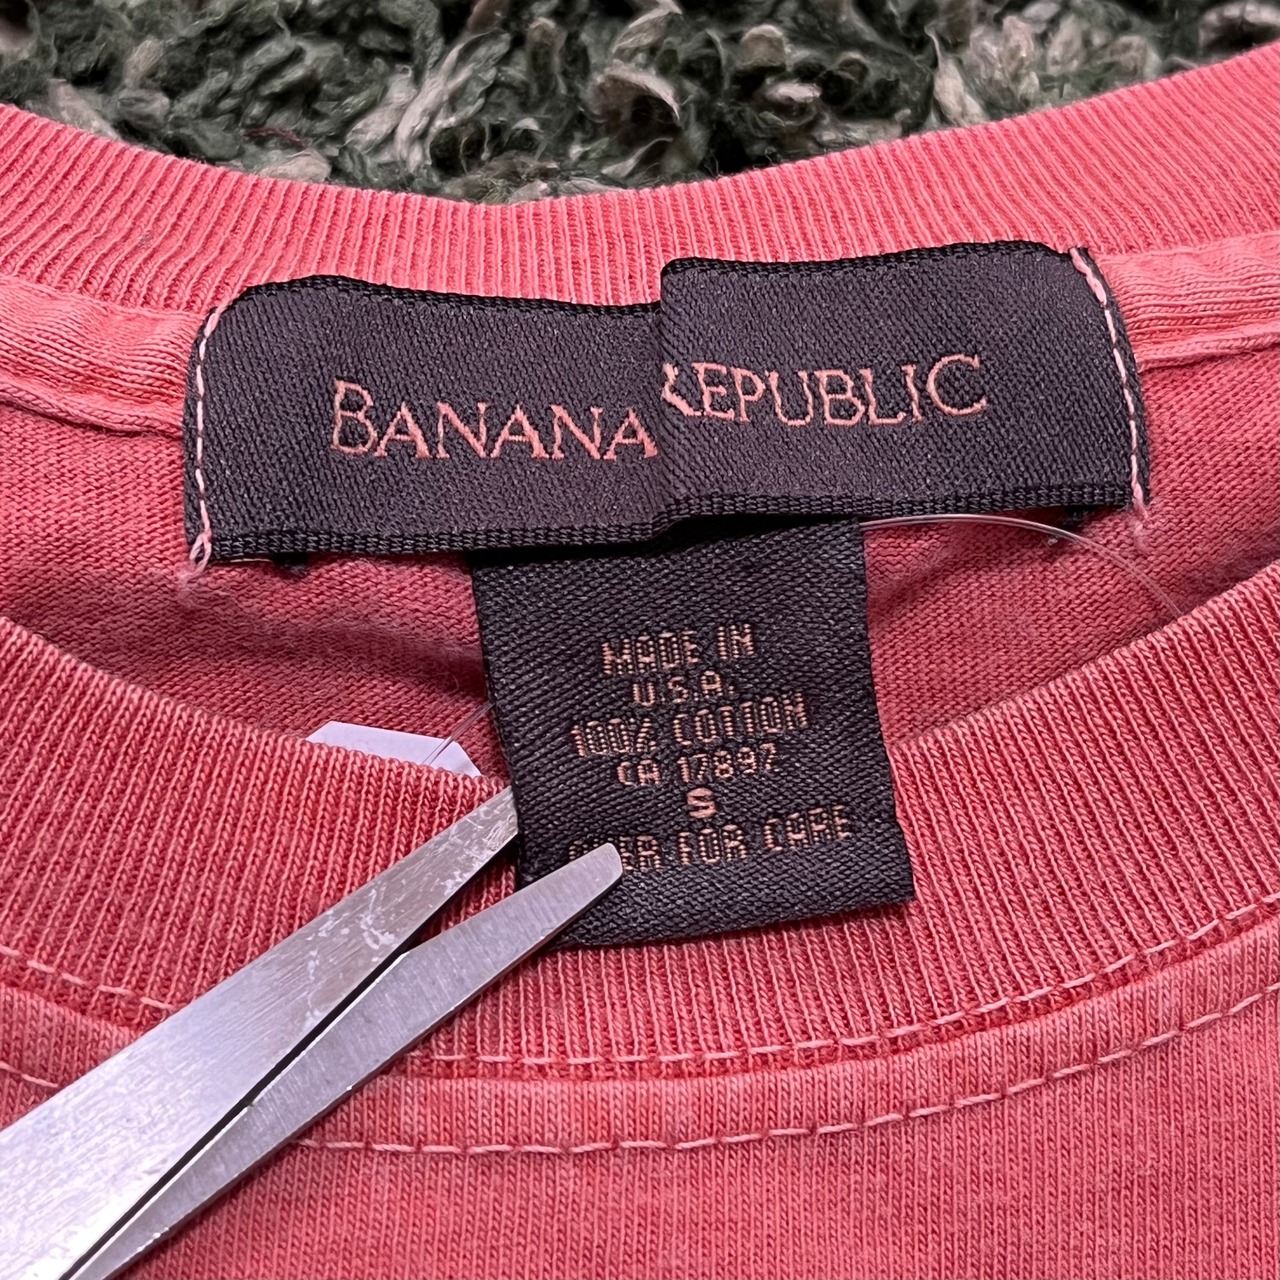 BANANA REPUBLIC
MADE IN
U.S.A.
100% COTTON
CA 17897
S
FOR CARE